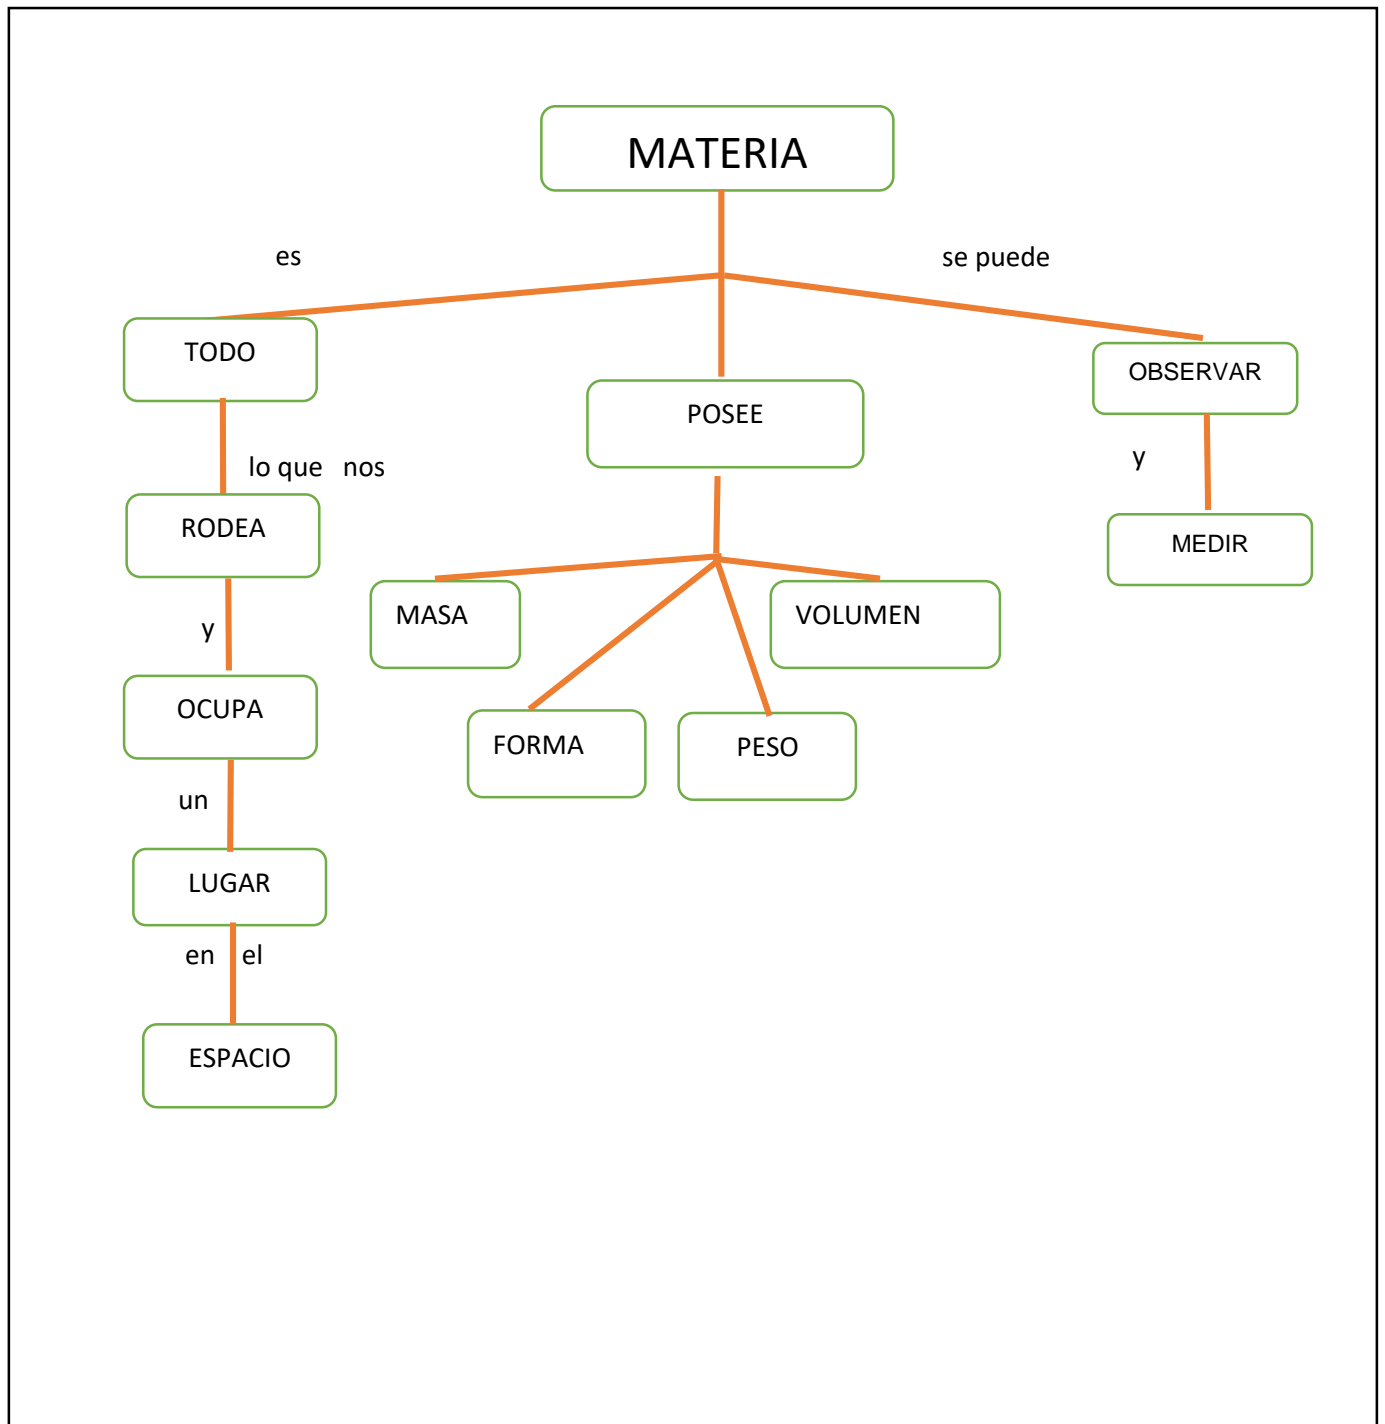 MATERIA
es
se puede
TODO
OBSERVAR
POSEE
lo que nos
y
RODEA
MEDIR
MASA
VOLUMEN
y
OCUPA
FORMA
PESO
un
LUGAR
en el
ESPACIO